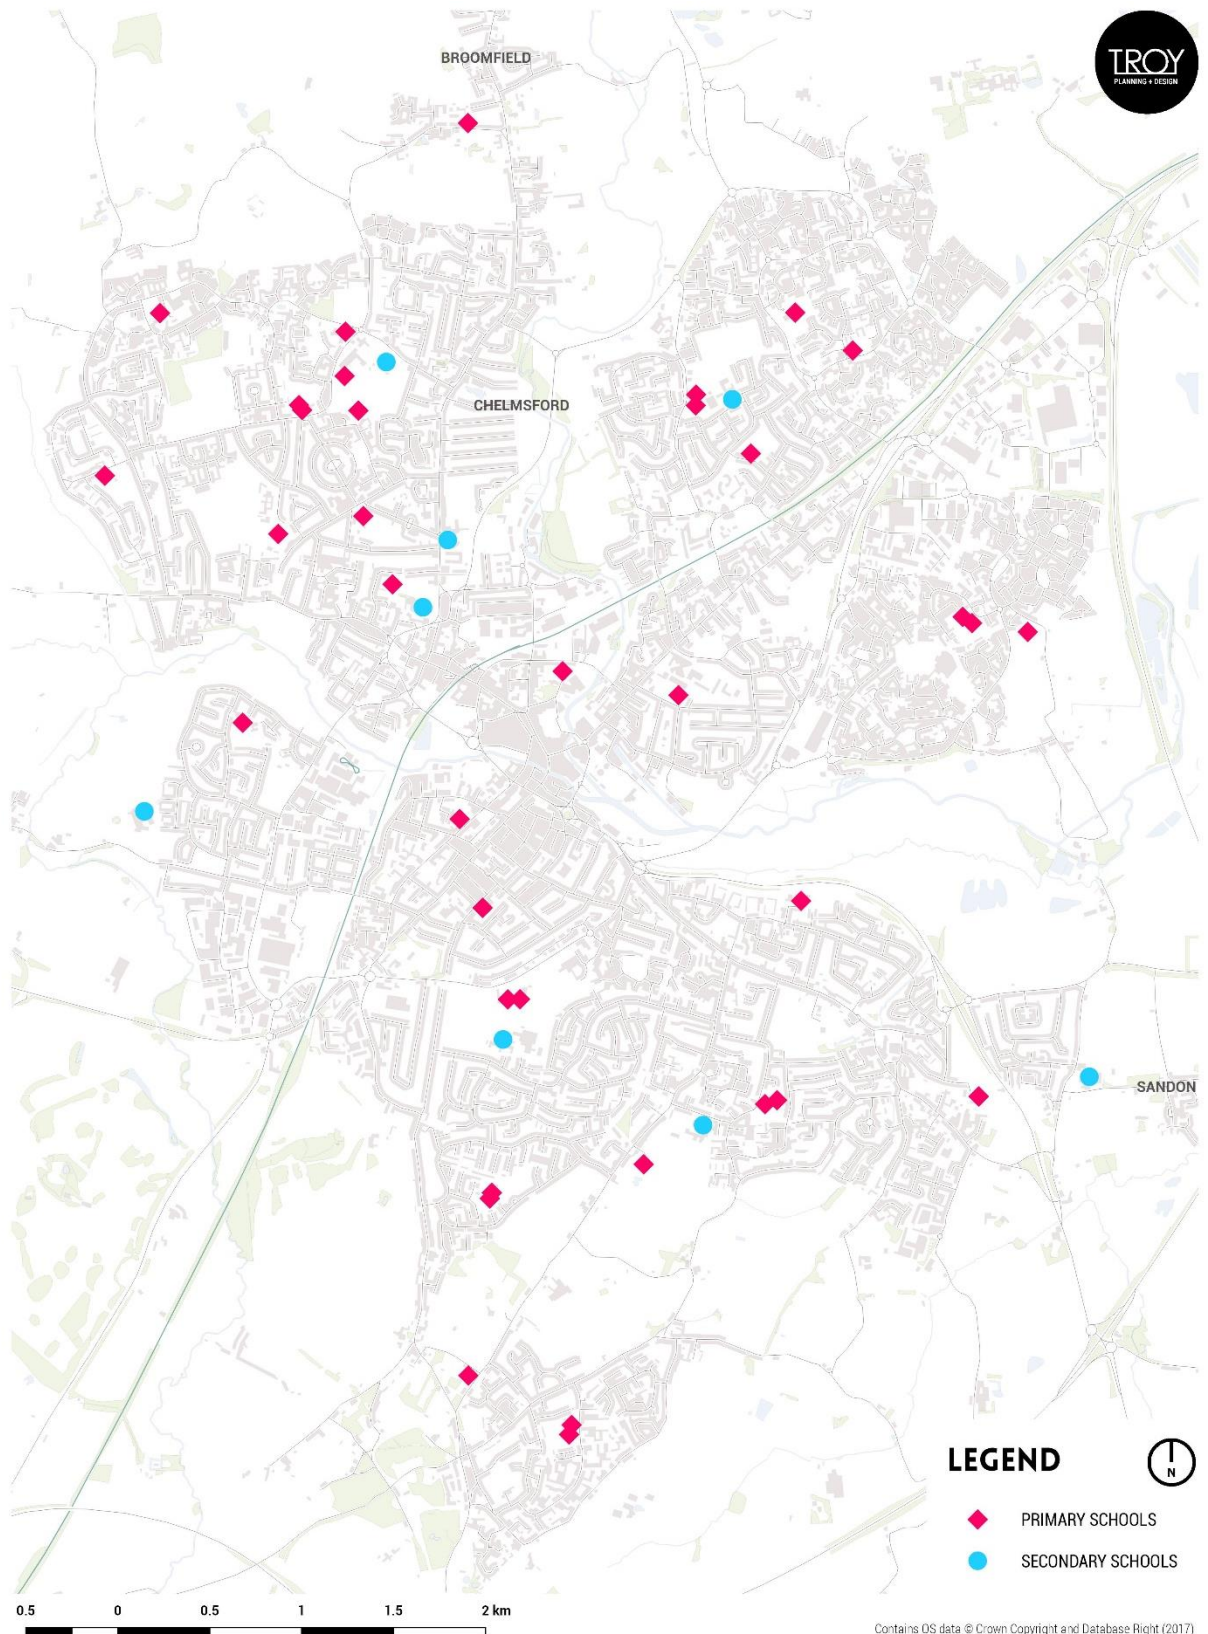 BROOMFIELD
TROY
PLANNING + DESIGN
CHELMSFORD
SANDON
LEGEND
N
PRIMARY SCHOOLS
SECONDARY SCHOOLS
0.5 0 0.5 1 1.5 2 km
Contains OS data © Crown Copyright and Database Right (2017)